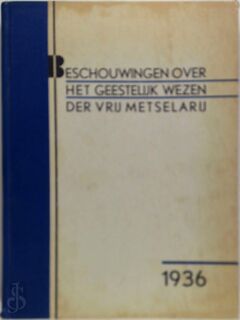 BESCHOUWINGEN OVER
HET GEESTELIJK WEZEN
DER VRIJ METSELARIJ
1936